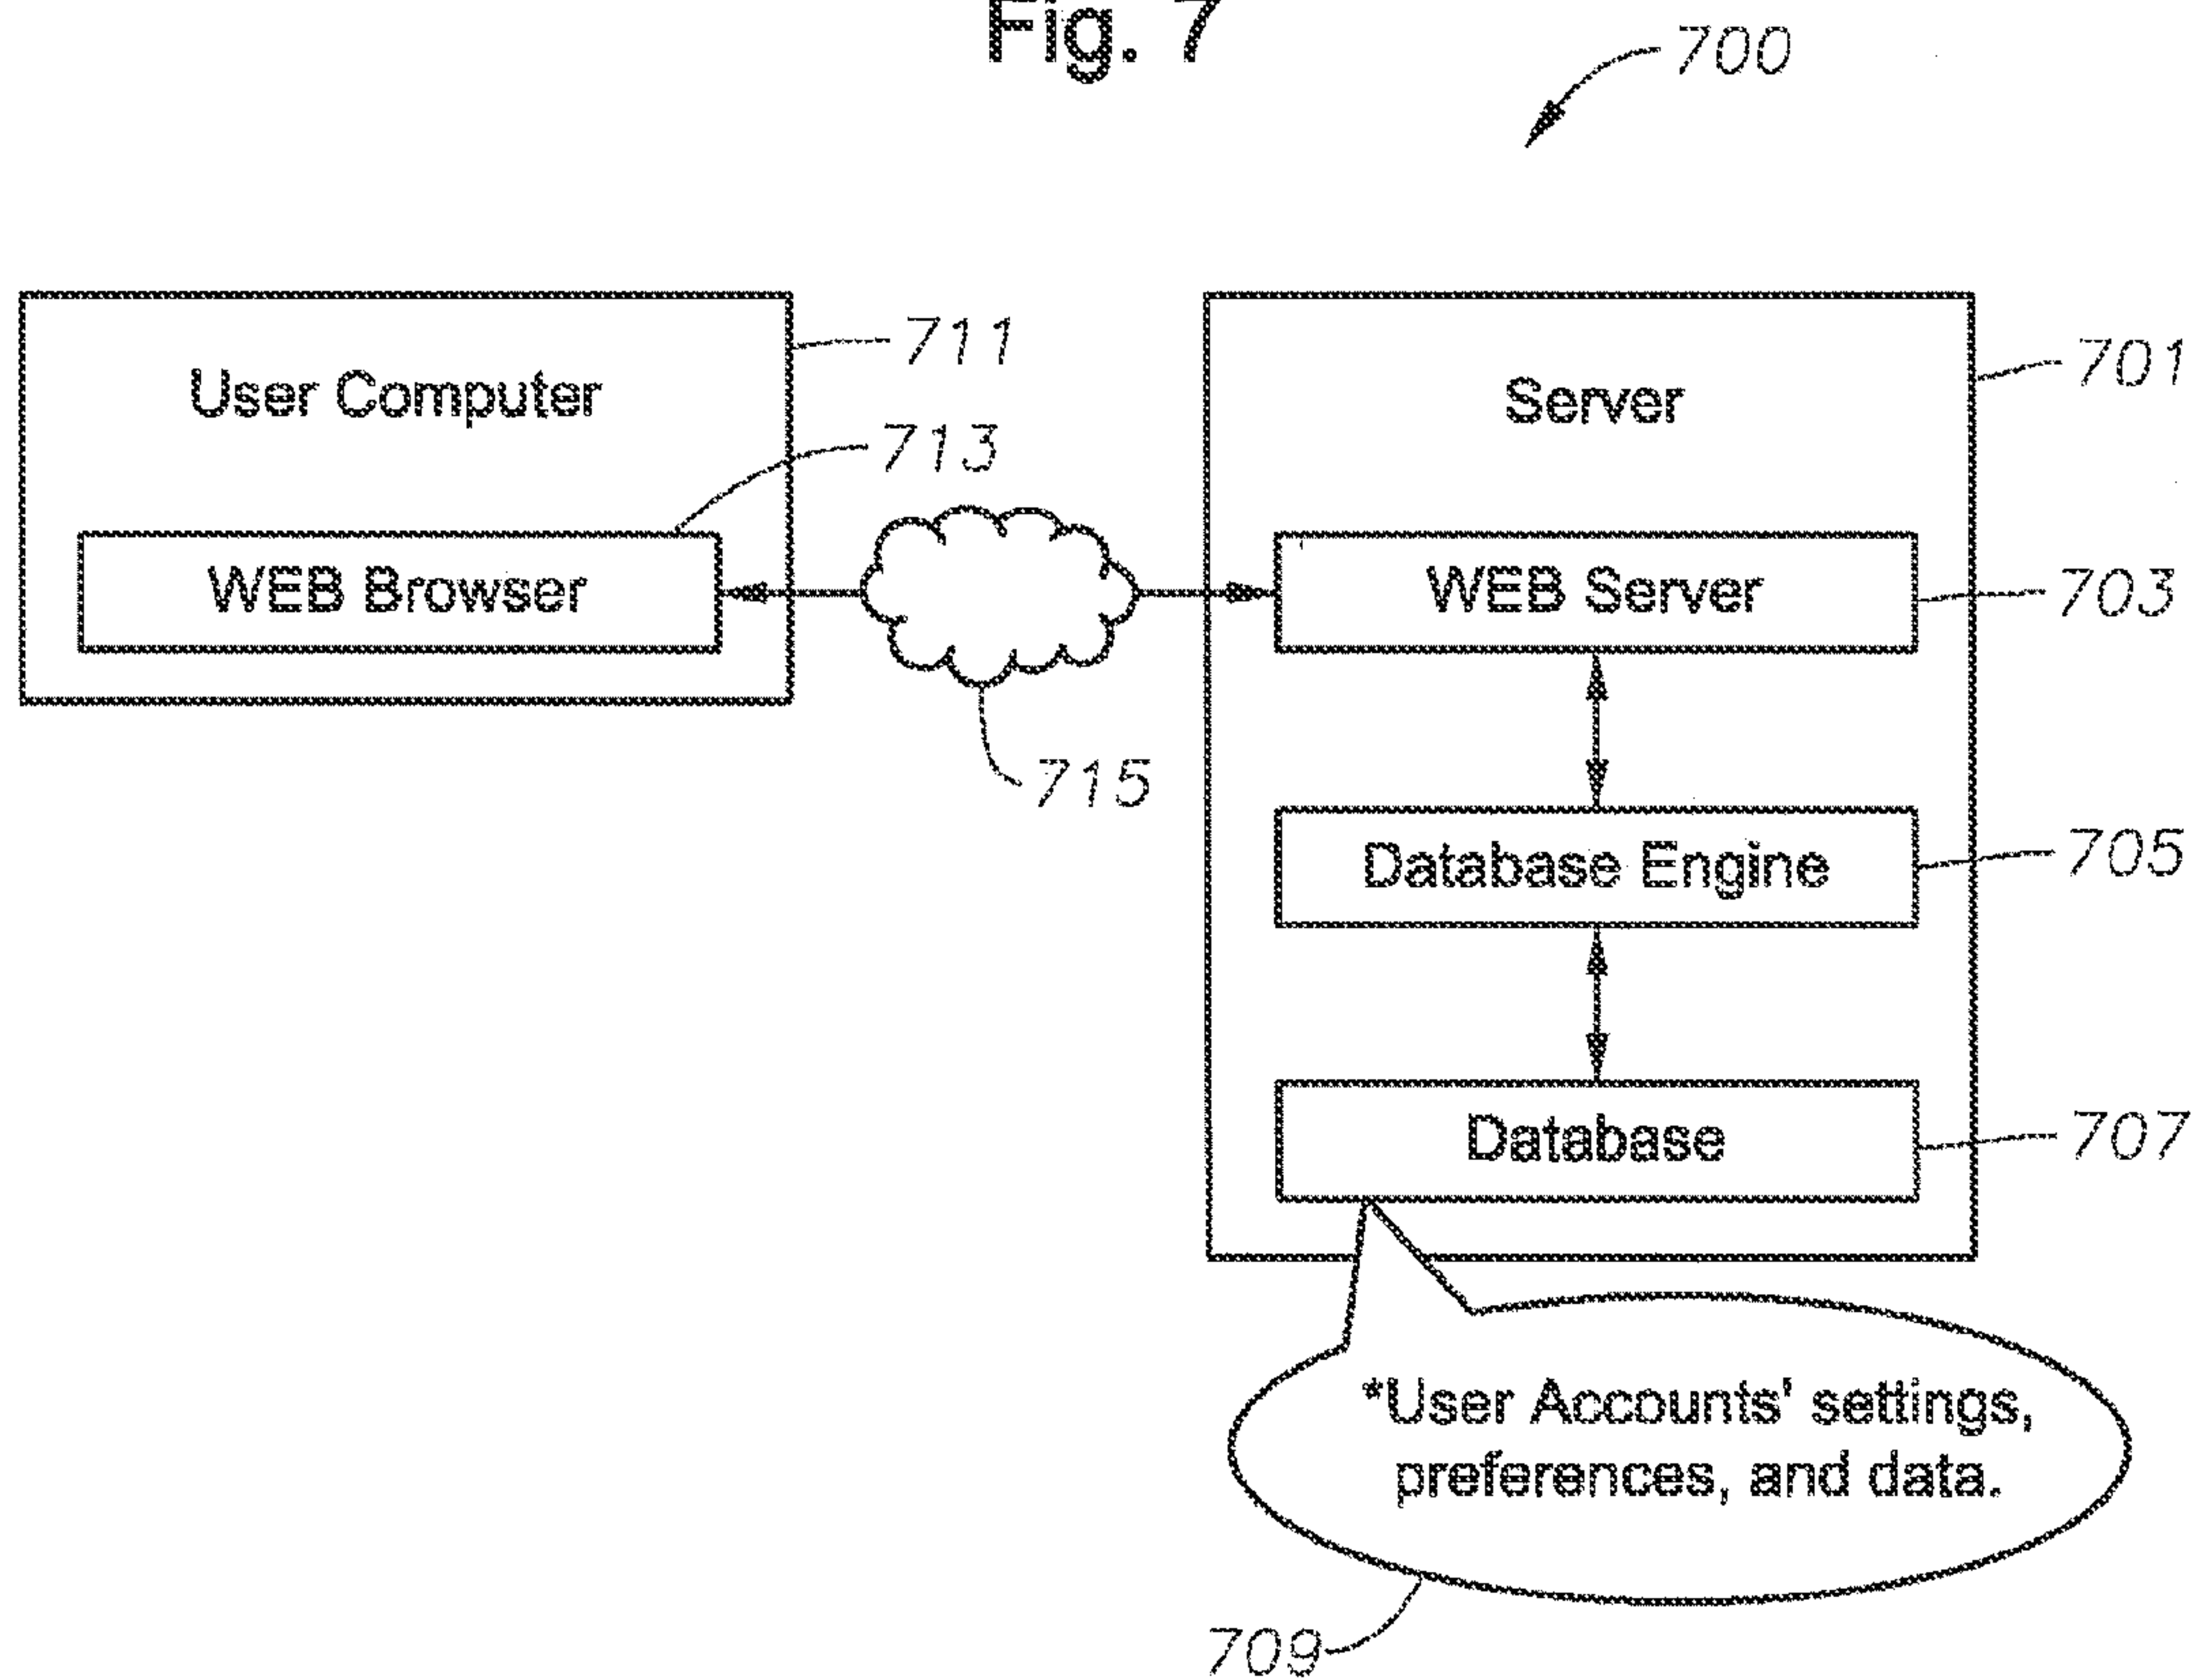 Fig. 7
700
User Computer
711
713
WEB Browser
715
Server
701
WEB Server
703
Database Engine
705
Database
707
*User Accounts' settings,
preferences, and data.
709